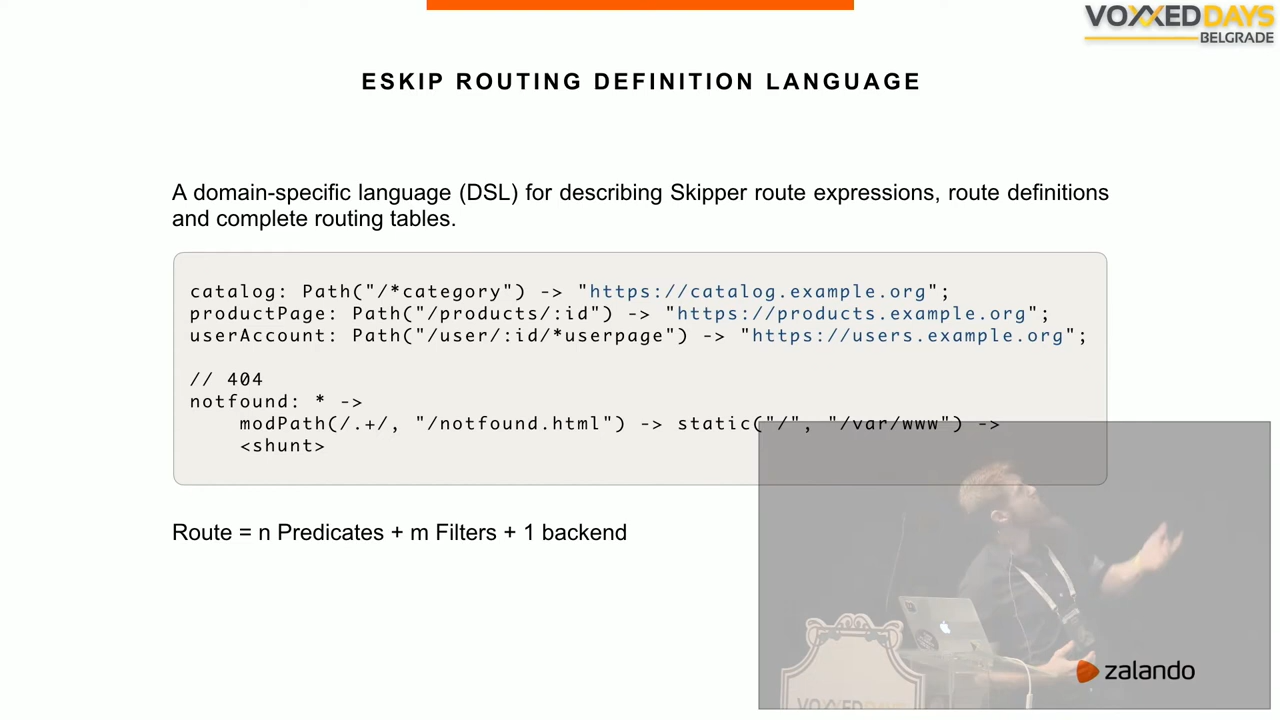 VOXXED DAYS
BELGRADE
ESKIP ROUTING DEFINITION LANGUAGE
A domain-specific language (DSL) for describing Skipper route expressions, route definitions
and complete routing tables.
catalog: Path("/*category") -> "https://catalog.example.org";
productPage: Path("/products/:id") -> "https://products.example.org";
userAccount: Path("/user/:id/*userpage") -> "https://users.example.org";
// 404
notfound: * ->
modPath(/.+/, "/notfound.html") -> static("/", "/var/www") ->
<shunt>
Route = n Predicates + m Filters + 1 backend
zalando
VOXXEDDAYS